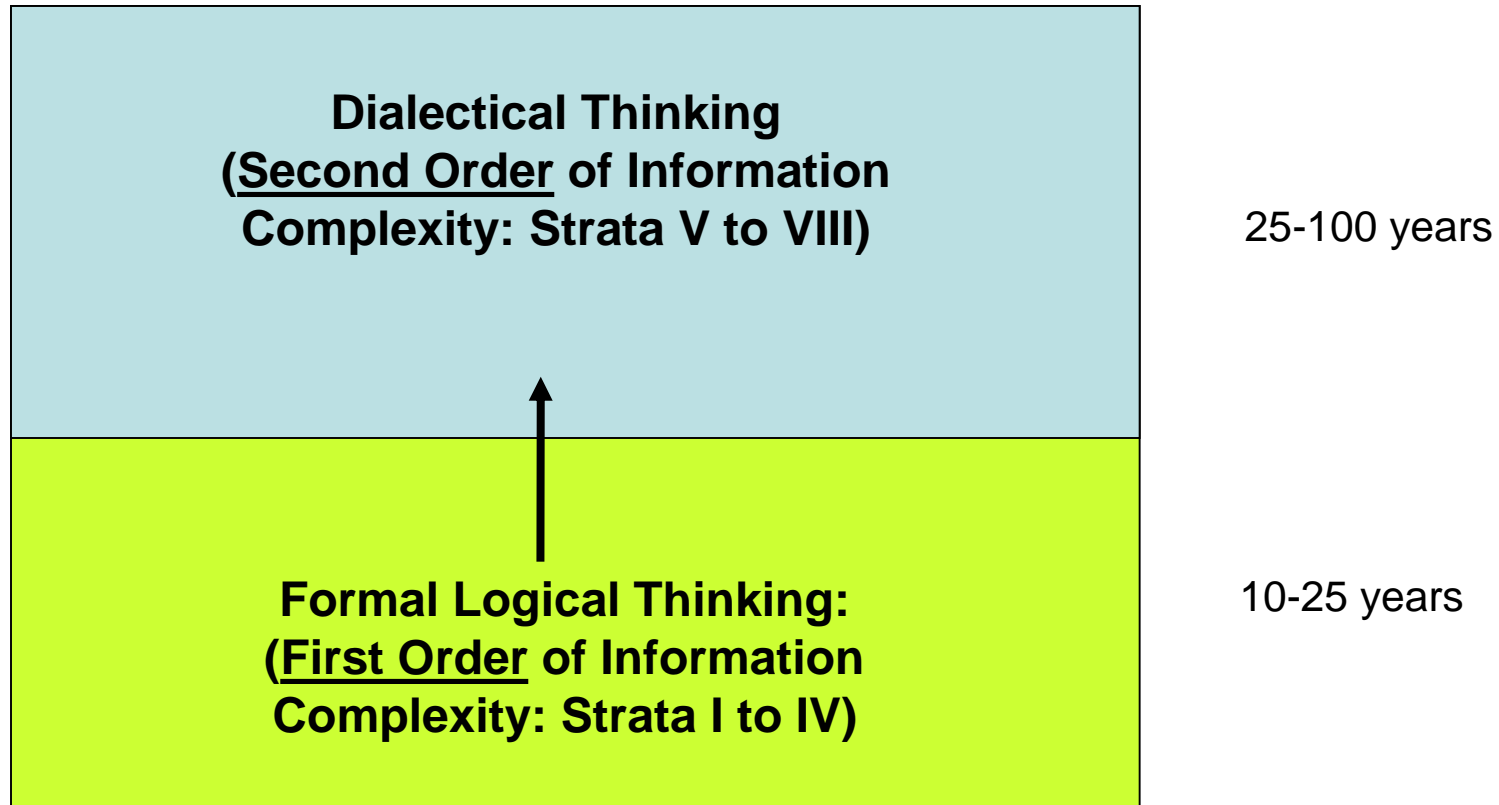 Dialectical Thinking
(Second Order of Information
Complexity: Strata V to VIII)
25-100 years
Formal Logical Thinking:
(First Order of Information
Complexity: Strata I to IV)
10-25 years